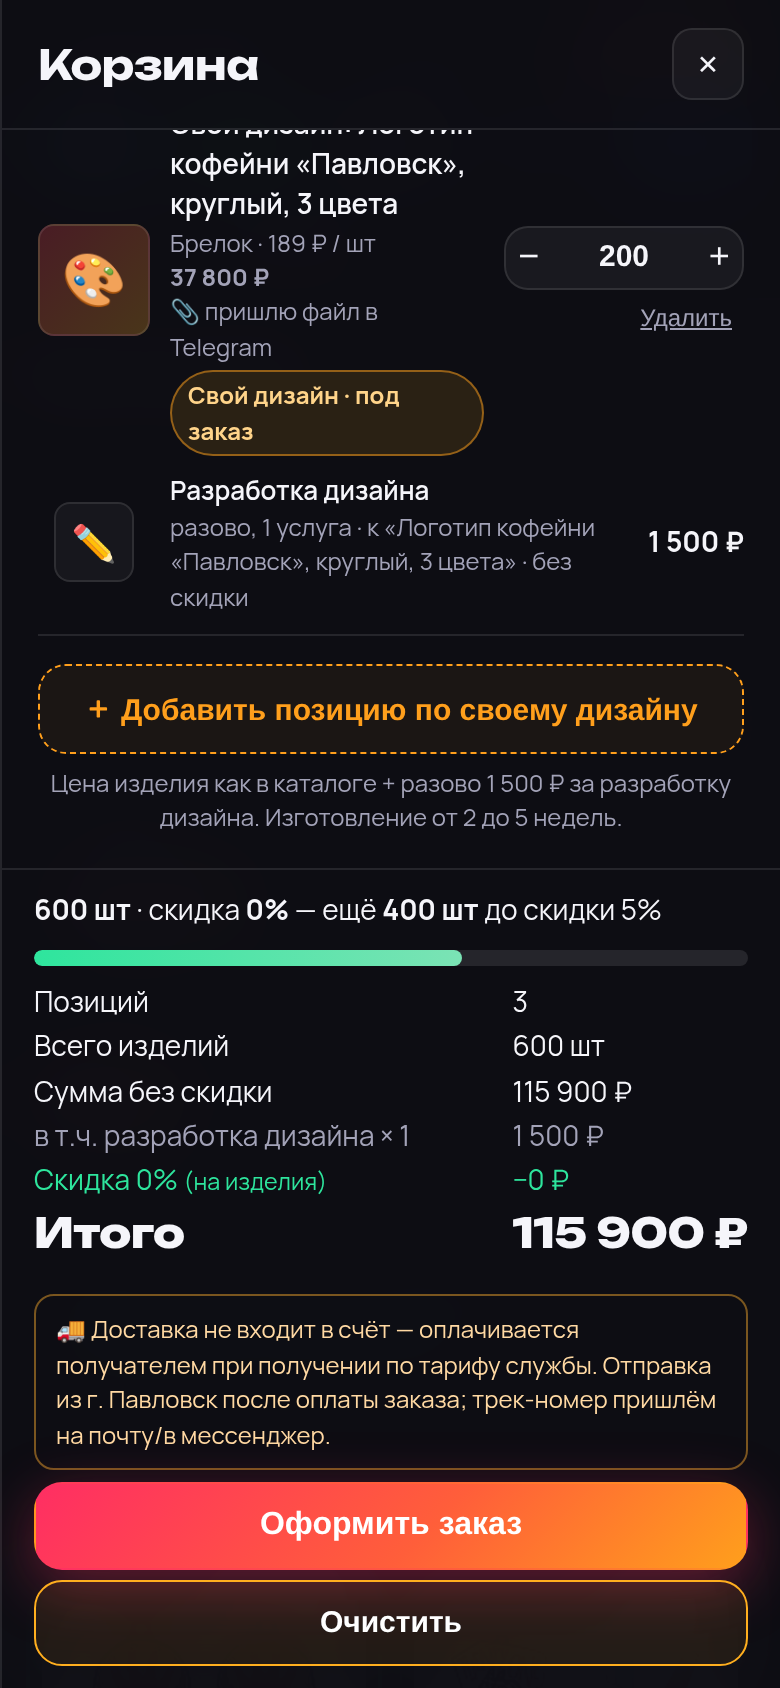 Корзина
×
Свой дизайн: Логотип
кофейни «Павловск»,
круглый, 3 цвета
Брелок · 189 ₽ / шт
37 800 ₽
📎 пришлю файл в
Telegram
− 200 +
Удалить
Свой дизайн · под
заказ
Разработка дизайна
разово, 1 услуга · к «Логотип кофейни
«Павловск», круглый, 3 цвета» · без
скидки
1 500 ₽
+ Добавить позицию по своему дизайну
Цена изделия как в каталоге + разово 1 500 ₽ за разработку
дизайна. Изготовление от 2 до 5 недель.
600 шт · скидка 0% — ещё 400 шт до скидки 5%
Позиций 3
Всего изделий 600 шт
Сумма без скидки 115 900 ₽
в т.ч. разработка дизайна × 1 1 500 ₽
Скидка 0% (на изделия) −0 ₽
Итого 115 900 ₽
🚚 Доставка не входит в счёт — оплачивается
получателем при получении по тарифу службы. Отправка
из г. Павловск после оплаты заказа; трек-номер пришлём
на почту/в мессенджер.
Оформить заказ
Очистить